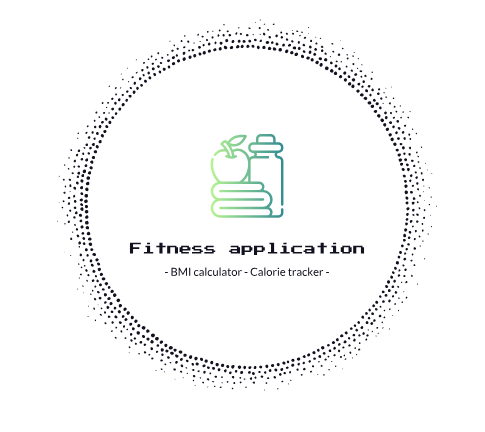 Fitness application
- BMI calculator - Calorie tracker -